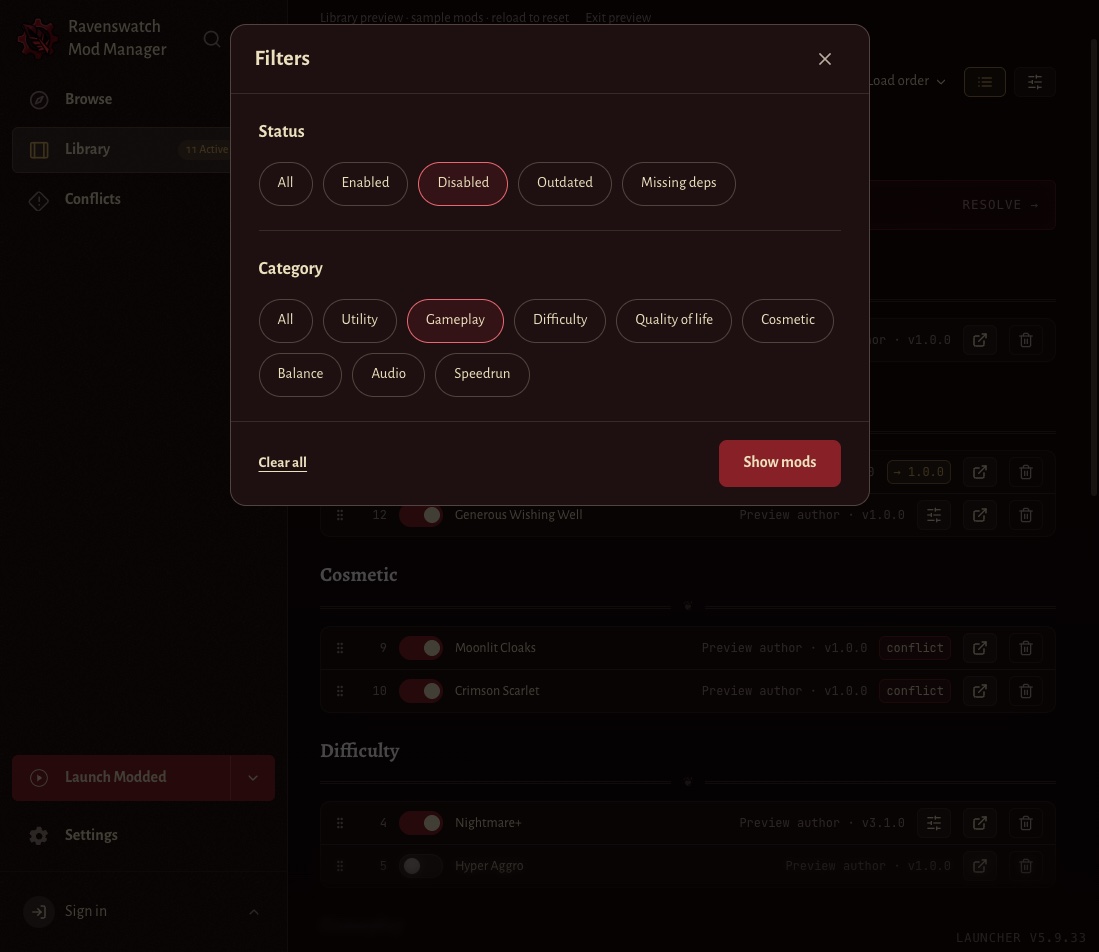 Library preview · sample mods · reload to reset Exit preview
Ravenswatch
Mod Manager
Browse
Library 11 Active
Conflicts
Launch Modded
Settings
Sign in
Filters
Status
All Enabled Disabled Outdated Missing deps
Category
All Utility Gameplay Difficulty Quality of life Cosmetic
Balance Audio Speedrun
Clear all Show mods
Load order
RESOLVE →
v1.0.0
→ 1.0.0
12 Generous Wishing Well Preview author · v1.0.0
Cosmetic
9 Moonlit Cloaks Preview author · v1.0.0 conflict
10 Crimson Scarlet Preview author · v1.0.0 conflict
Difficulty
4 Nightmare+ Preview author · v3.1.0
5 Hyper Aggro Preview author · v1.0.0
LAUNCHER V5.9.33